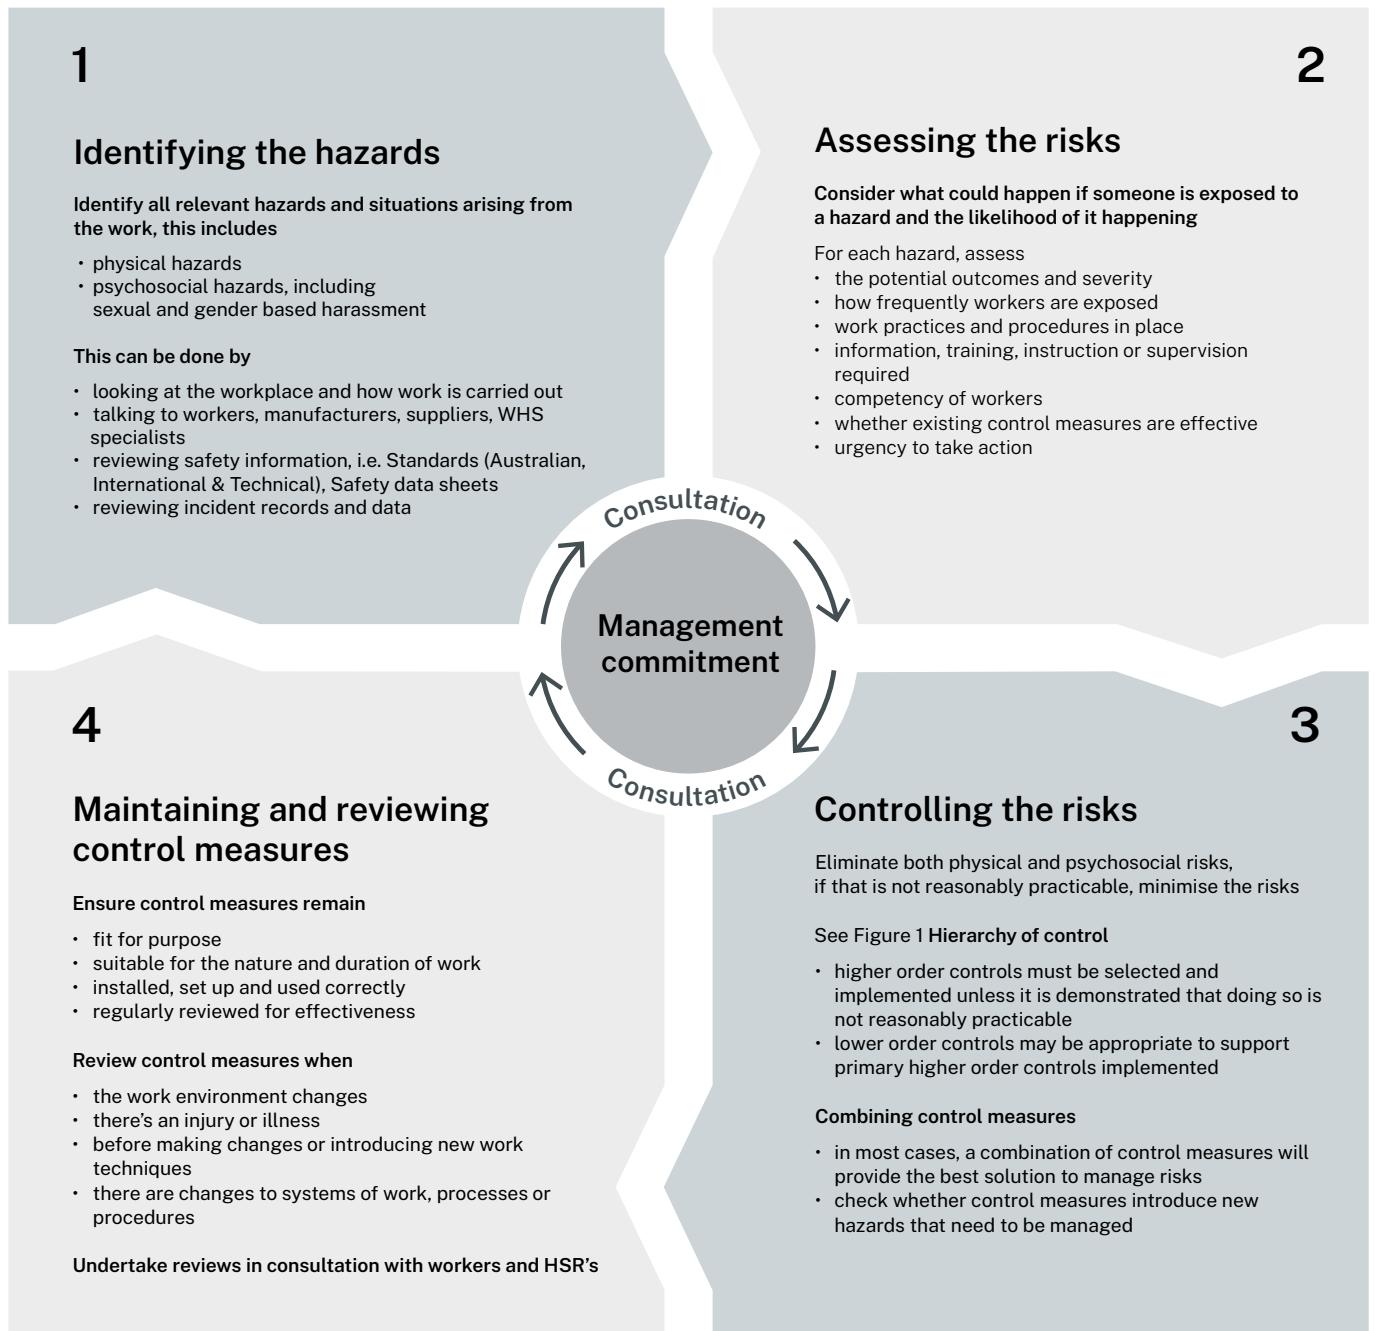 1
Identifying the hazards
Identify all relevant hazards and situations arising from
the work, this includes
• physical hazards
• psychosocial hazards, including
sexual and gender based harassment
This can be done by
• looking at the workplace and how work is carried out
• talking to workers, manufacturers, suppliers, WHS
specialists
• reviewing safety information, i.e. Standards (Australian,
International & Technical), Safety data sheets
• reviewing incident records and data
2
Assessing the risks
Consider what could happen if someone is exposed to
a hazard and the likelihood of it happening
For each hazard, assess
• the potential outcomes and severity
• how frequently workers are exposed
• work practices and procedures in place
• information, training, instruction or supervision
required
• competency of workers
• whether existing control measures are effective
• urgency to take action
Consultation
Management
commitment
Consultation
3
Controlling the risks
Eliminate both physical and psychosocial risks,
if that is not reasonably practicable, minimise the risks
See Figure 1 Hierarchy of control
• higher order controls must be selected and
implemented unless it is demonstrated that doing so is
not reasonably practicable
• lower order controls may be appropriate to support
primary higher order controls implemented
Combining control measures
• in most cases, a combination of control measures will
provide the best solution to manage risks
• check whether control measures introduce new
hazards that need to be managed
4
Maintaining and reviewing
control measures
Ensure control measures remain
• fit for purpose
• suitable for the nature and duration of work
• installed, set up and used correctly
• regularly reviewed for effectiveness
Review control measures when
• the work environment changes
• there’s an injury or illness
• before making changes or introducing new work
techniques
• there are changes to systems of work, processes or
procedures
Undertake reviews in consultation with workers and HSR’s